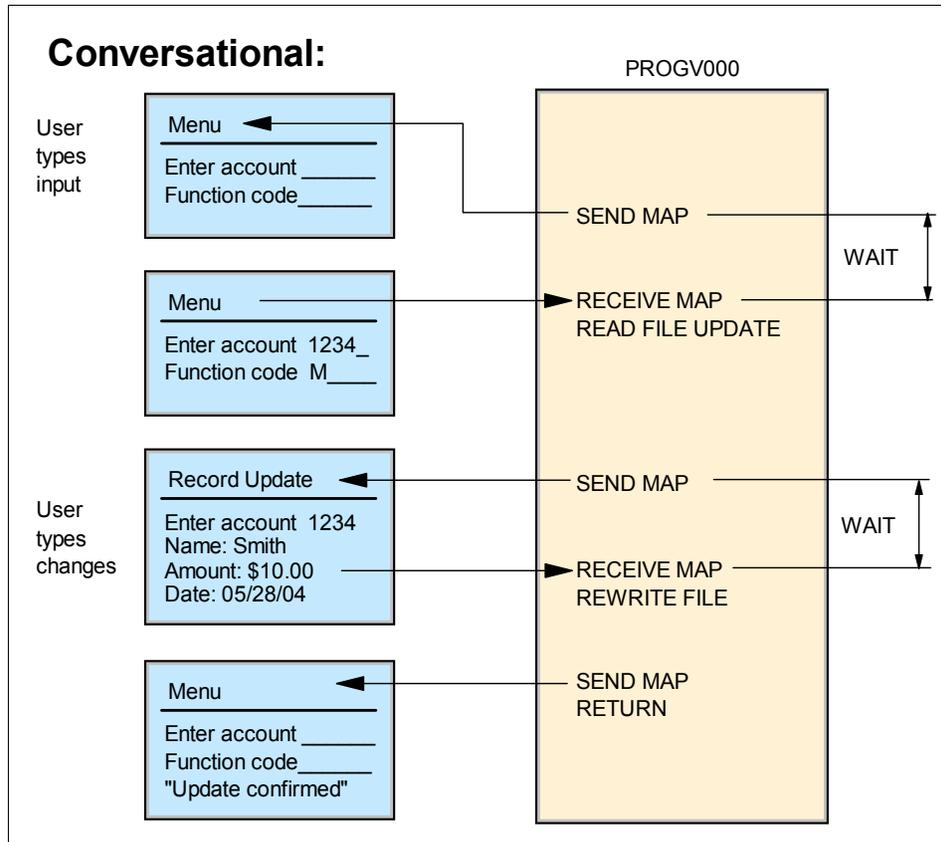 Conversational:
PROGV000
User
types
input
Menu
Enter account ______
Function code______
SEND MAP
WAIT
Menu
Enter account 1234_
Function code M____
RECEIVE MAP
READ FILE UPDATE
User
types
changes
Record Update
Enter account 1234
Name: Smith
Amount: $10.00
Date: 05/28/04
SEND MAP
WAIT
RECEIVE MAP
REWRITE FILE
Menu
Enter account ______
Function code______
"Update confirmed"
SEND MAP
RETURN